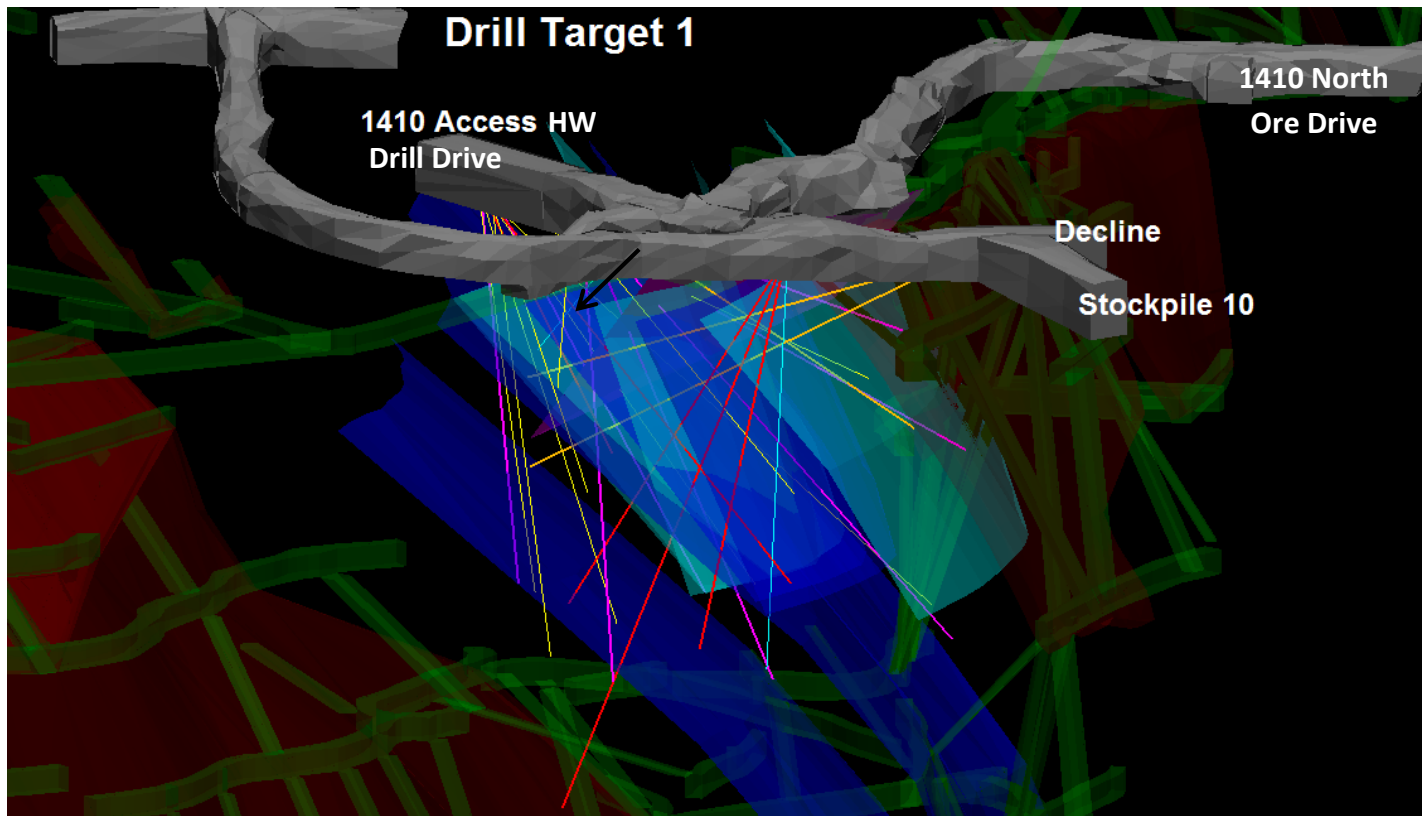 Drill Target 1
1410 North
Ore Drive
1410 Access HW
Drill Drive
Decline
Stockpile 10